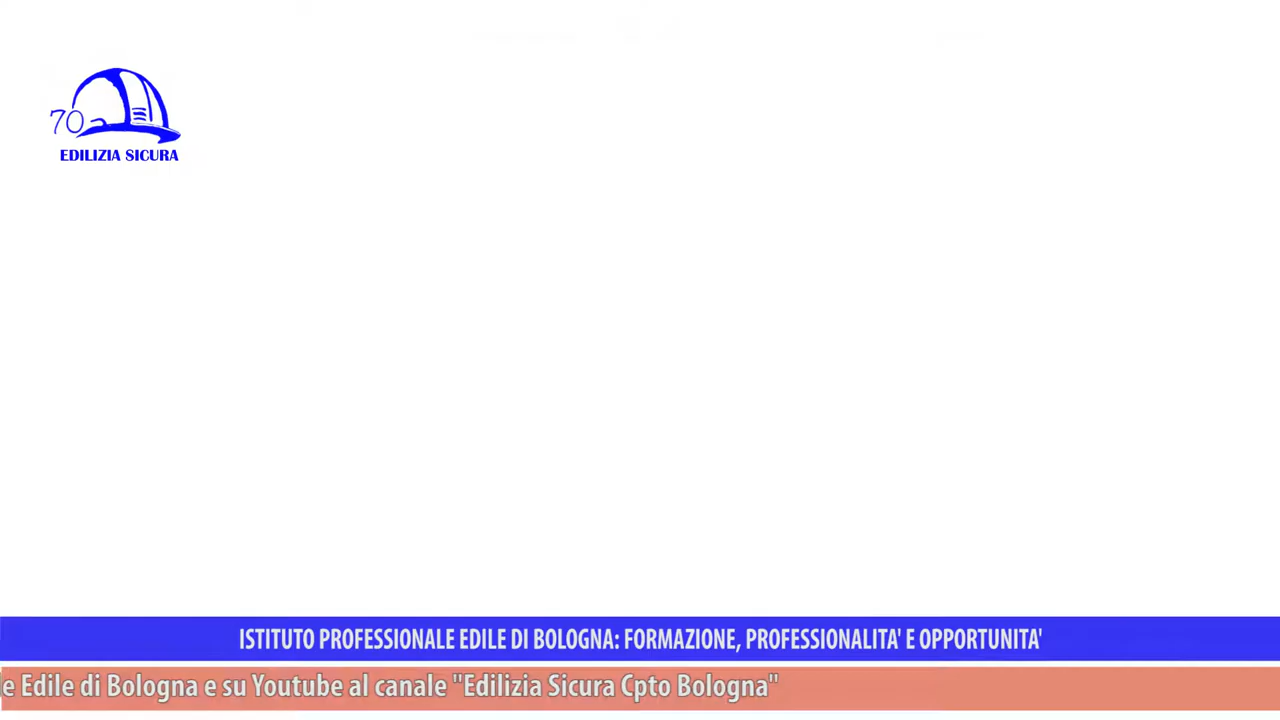 70
EDILIZIA SICURA
ISTITUTO PROFESSIONALE EDILE DI BOLOGNA: FORMAZIONE, PROFESSIONALITA' E OPPORTUNITA'
e Edile di Bologna e su Youtube al canale "Edilizia Sicura Cpto Bologna"